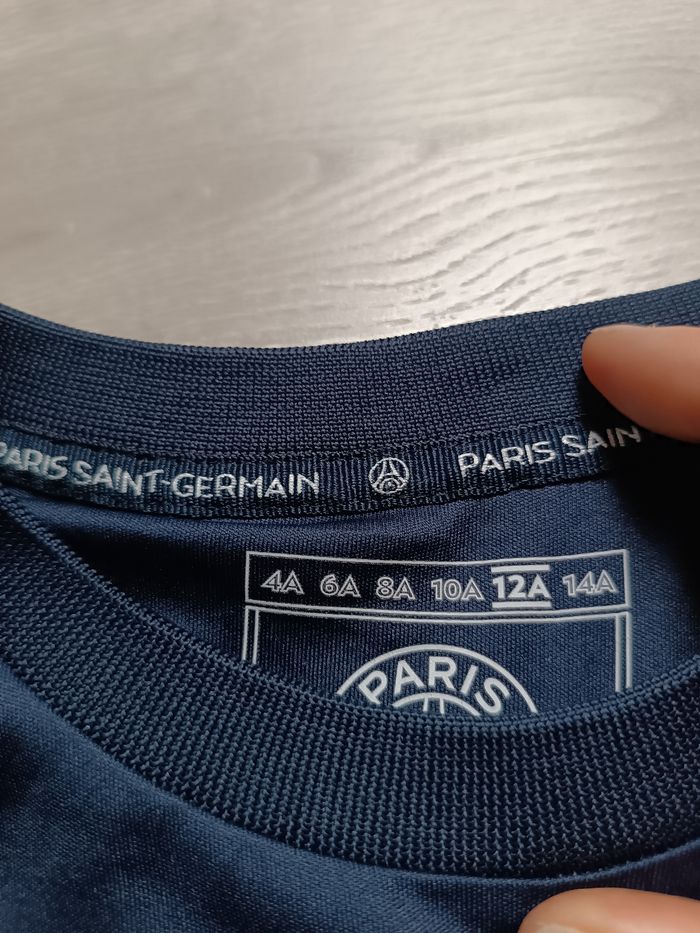 PARIS SAINT-GERMAIN PARIS SAIN
4A 6A 8A 10A 12A 14A
PARIS